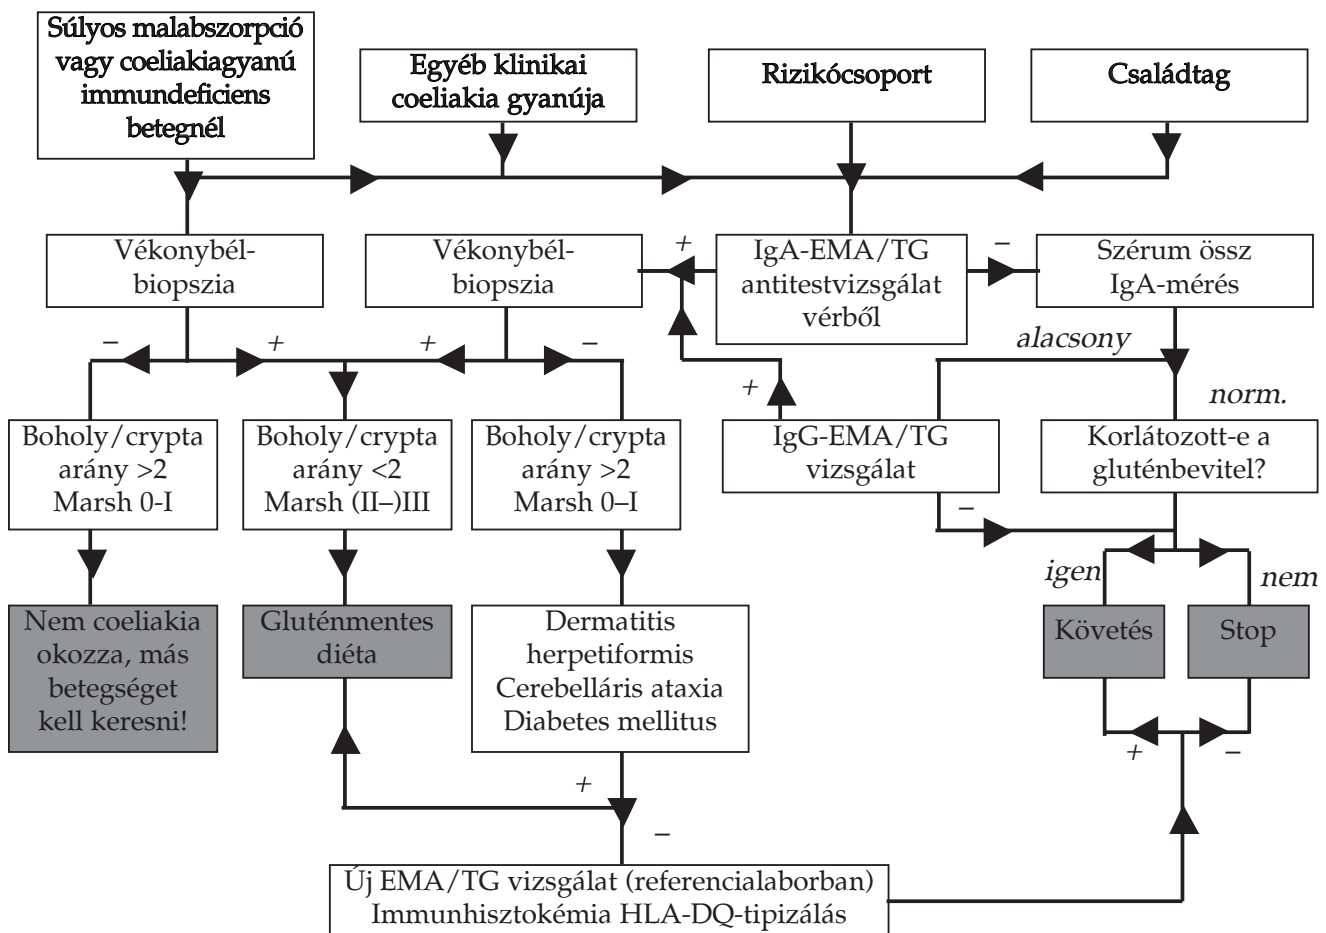 Súlyos malabszorpció
vagy coeliakiagyanú
immundeficiens
betegnél
Egyéb klinikai
coeliakia gyanúja
Rizikócsoport
Családtag
Vékonybél-
biopszia
Vékonybél-
biopszia
+
IgA-EMA/TG
antitestvizsgálat
vérből
–
Szérum össz
IgA-mérés
–
+
+
–
alacsony
+
norm.
Boholy/crypta
arány >2
Marsh 0-I
Boholy/crypta
arány <2
Marsh (II–)III
Boholy/crypta
arány >2
Marsh 0–I
IgG-EMA/TG
vizsgálat
Korlátozott-e a
gluténbevitel?
–
igen
nem
Nem coeliakia
okozza, más
betegséget
kell keresni!
Gluténmentes
diéta
Dermatitis
herpetiformis
Cerebelláris ataxia
Diabetes mellitus
Követés
Stop
+
–
+
–
Új EMA/TG vizsgálat (referencialaborban)
Immunhisztokémia HLA-DQ-tipizálás